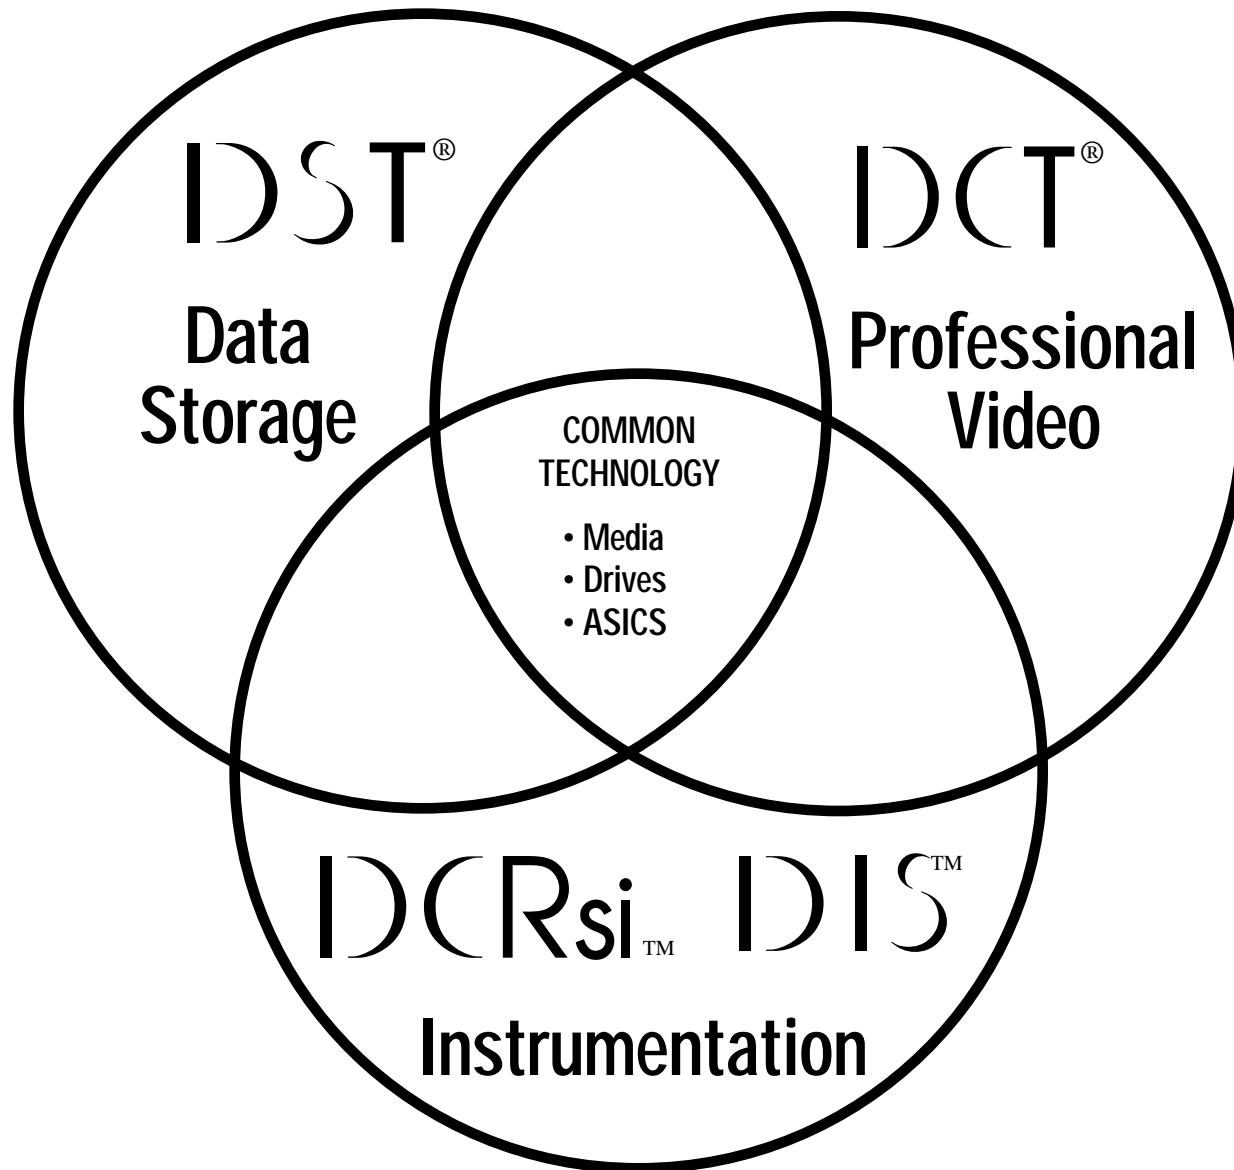 DST®
Data
Storage
DCT®
Professional
Video
COMMON
TECHNOLOGY
• Media
• Drives
• ASICS
DCRsi™ DIS™
Instrumentation